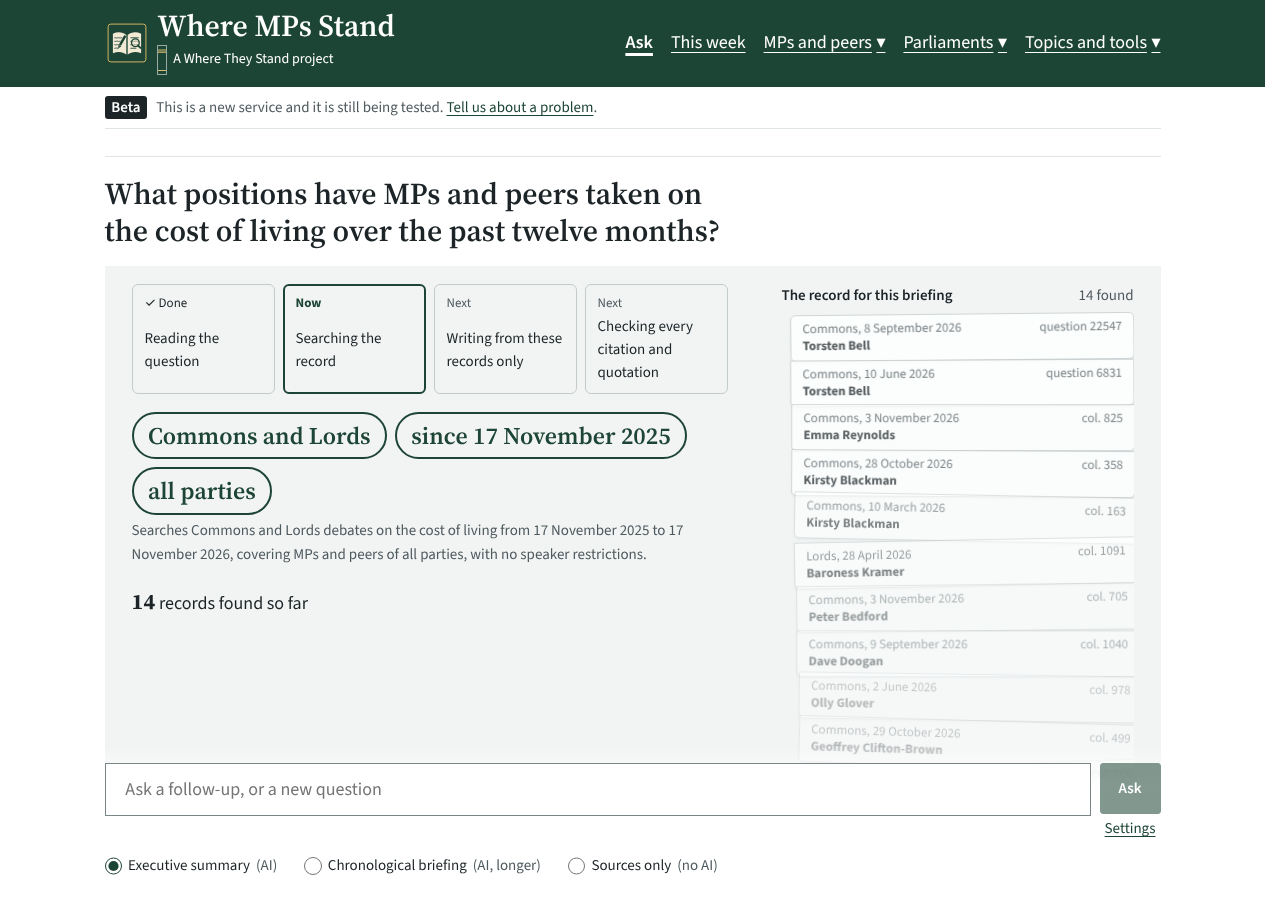 Where MPs Stand
A Where They Stand project
Ask
This week
MPs and peers ▾
Parliaments ▾
Topics and tools ▾
Beta This is a new service and it is still being tested. Tell us about a problem.
What positions have MPs and peers taken on
the cost of living over the past twelve months?
✓ Done
Reading the
question
Now
Searching the
record
Next
Writing from these
records only
Next
Checking every
citation and
quotation
Commons and Lords
since 17 November 2025
all parties
Searches Commons and Lords debates on the cost of living from 17 November 2025 to 17
November 2026, covering MPs and peers of all parties, with no speaker restrictions.
14 records found so far
The record for this briefing 14 found
Commons, 8 September 2026 question 22547
Torsten Bell
Commons, 10 June 2026 question 6831
Torsten Bell
Commons, 3 November 2026 col. 825
Emma Reynolds
Commons, 28 October 2026 col. 358
Kirsty Blackman
Commons, 10 March 2026 col. 163
Kirsty Blackman
Lords, 28 April 2026 col. 1091
Baroness Kramer
Commons, 3 November 2026 col. 705
Peter Bedford
Commons, 9 September 2026 col. 1040
Dave Doogan
Commons, 2 June 2026 col. 978
Olly Glover
Commons, 29 October 2026 col. 499
Geoffrey Clifton-Brown
Ask a follow-up, or a new question
Ask
Settings
Executive summary (AI)
Chronological briefing (AI, longer)
Sources only (no AI)